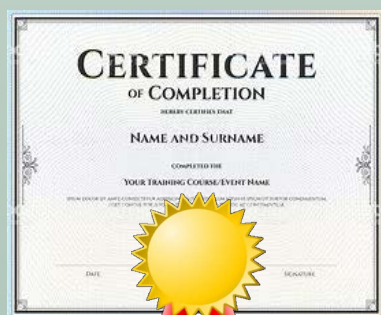 CERTIFICATE
OF COMPLETION
HEREBY CERTIFIES THAT
NAME AND SURNAME
COMPLETED THE
YOUR TRAINING COURSE/EVENT NAME
DATE
SIGNATURE